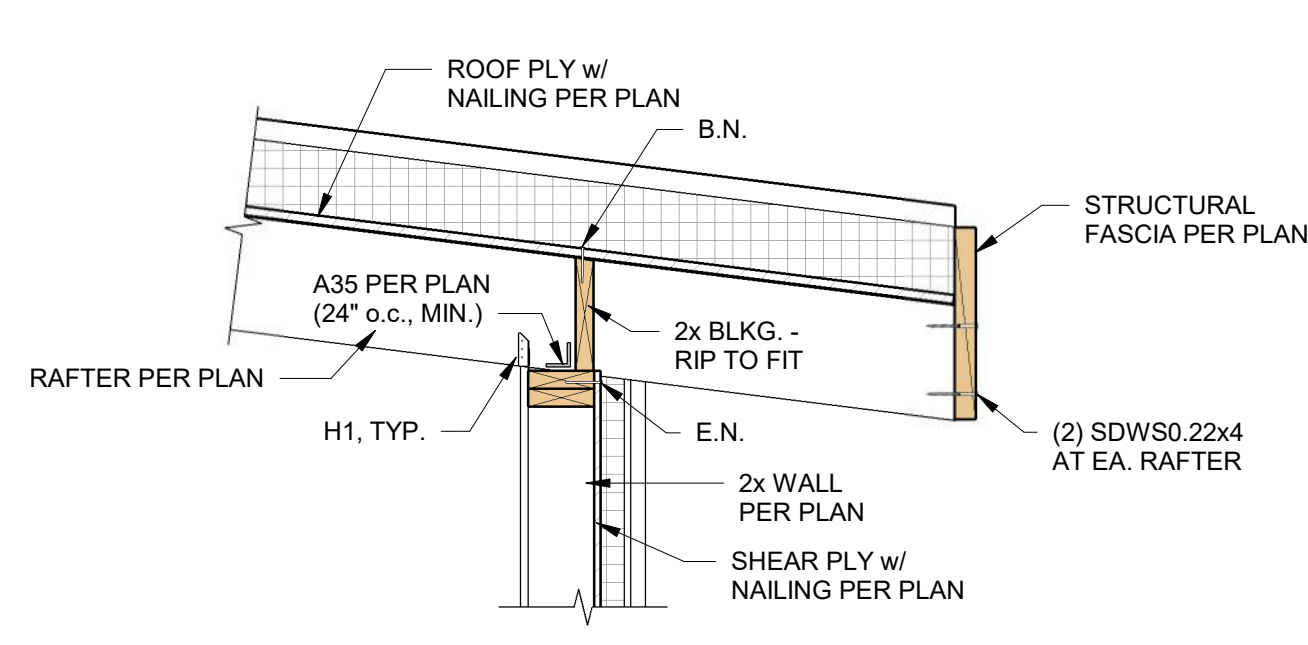 ROOF PLY w/
NAILING PER PLAN
B.N.
STRUCTURAL
FASCIA PER PLAN
A35 PER PLAN
(24" o.c., MIN.)
2x BLKG. -
RIP TO FIT
RAFTER PER PLAN
H1, TYP.
E.N.
(2) SDWS0.22x4
AT EA. RAFTER
2x WALL
PER PLAN
SHEAR PLY w/
NAILING PER PLAN